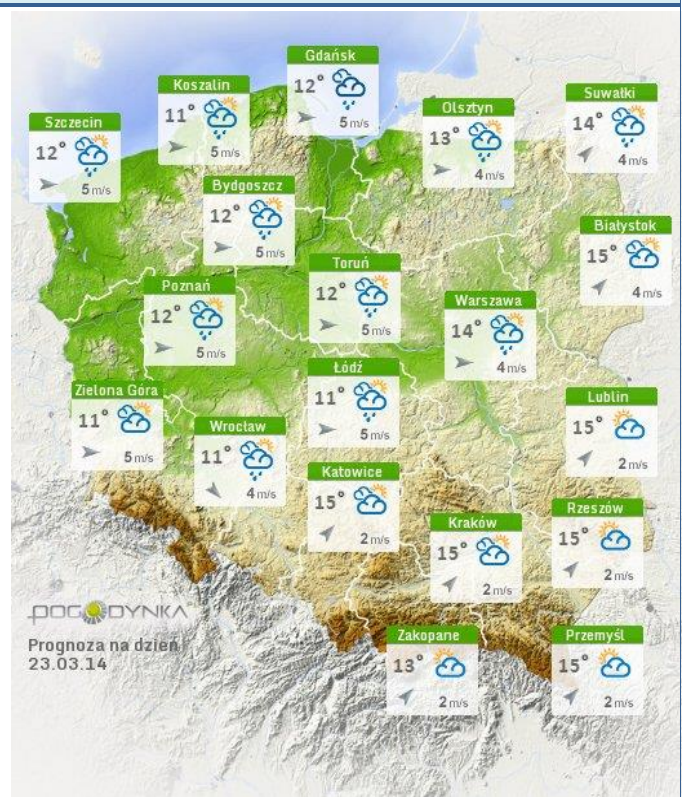 Gdańsk
12°
5 m/s
Koszalin
11°
5 m/s
Suwałki
14°
4 m/s
Olsztyn
13°
4 m/s
Szczecin
12°
5 m/s
Bydgoszcz
12°
5 m/s
Białystok
15°
4 m/s
Toruń
12°
5 m/s
Poznań
12°
5 m/s
Warszawa
14°
4 m/s
Łódź
11°
5 m/s
Zielona Góra
11°
5 m/s
Lublin
15°
2 m/s
Wrocław
11°
4 m/s
Katowice
15°
2 m/s
Rzeszów
15°
2 m/s
Kraków
15°
2 m/s
POGODYNKA
Prognoza na dzień
23.03.14
Zakopane
13°
2 m/s
Przemyśl
15°
2 m/s